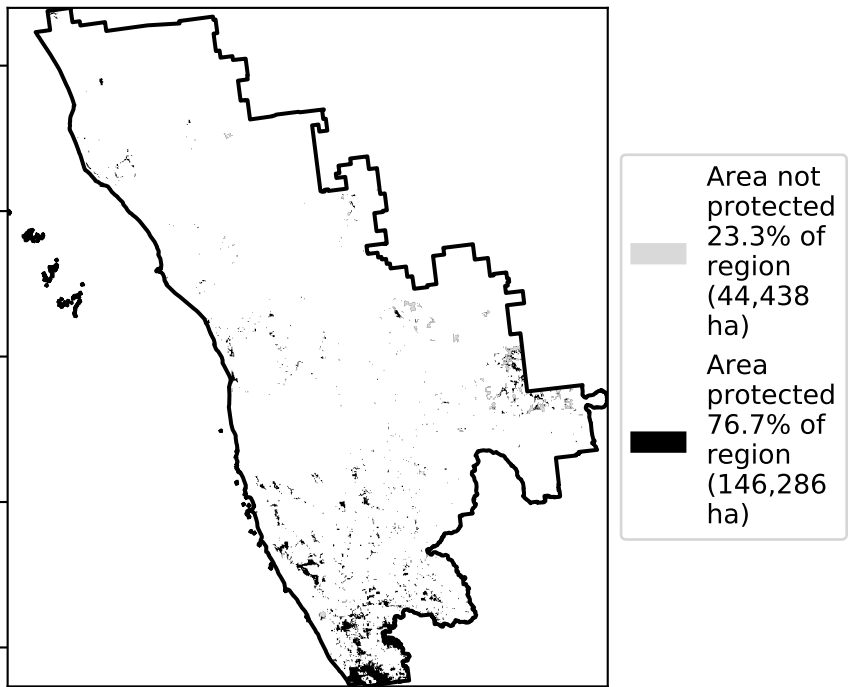 Area not
protected
23.3% of
region
(44,438
ha)
Area
protected
76.7% of
region
(146,286
ha)